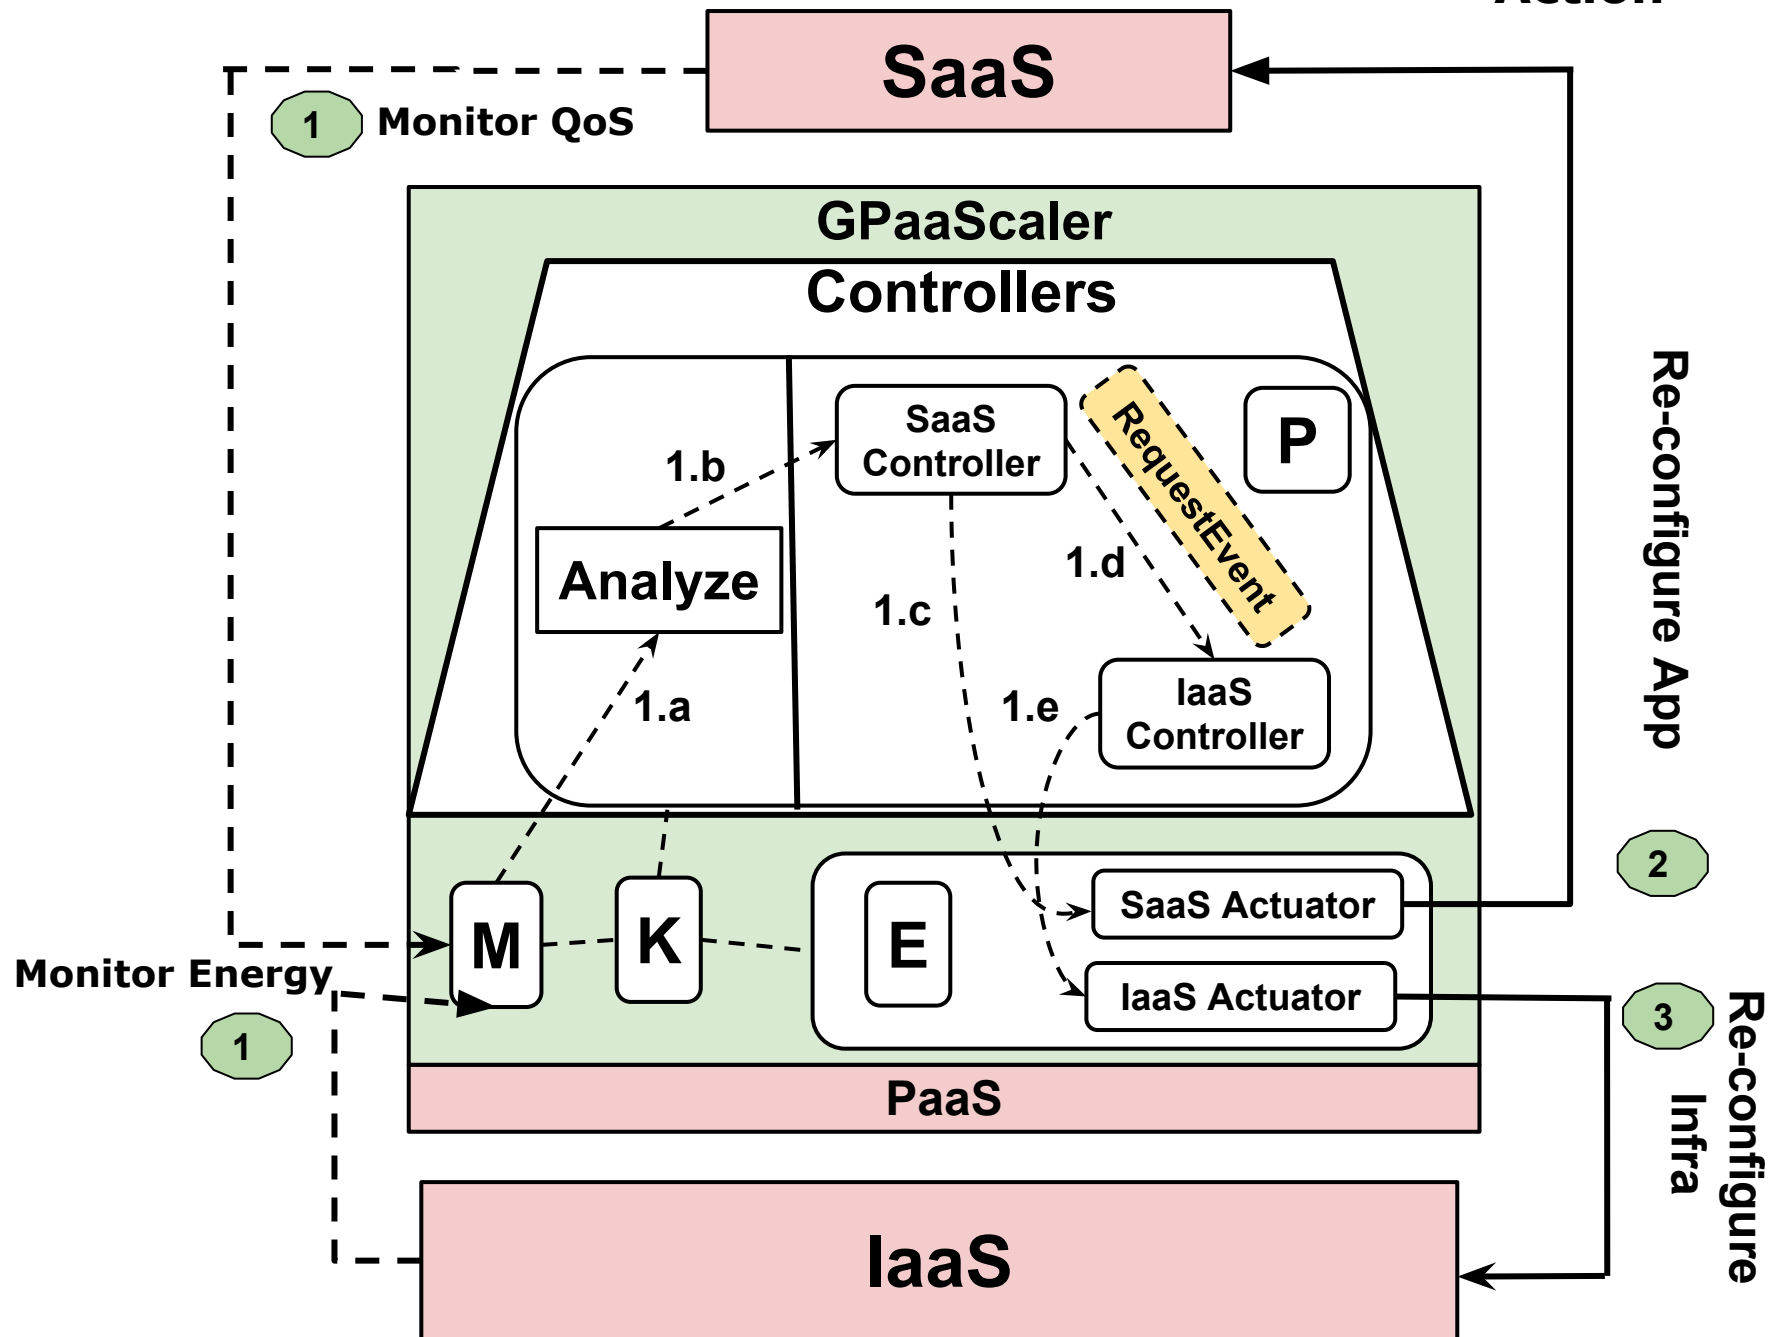 Action
SaaS
1
Monitor QoS
GPaaScaler
Controllers
SaaS
Controller
RequestEvent
P
1.b
Analyze
1.d
1.c
1.a
1.e
IaaS
Controller
Re-configure App
2
M
K
E
SaaS Actuator
IaaS Actuator
Monitor Energy
1
3
Re-configure
Infra
PaaS
IaaS